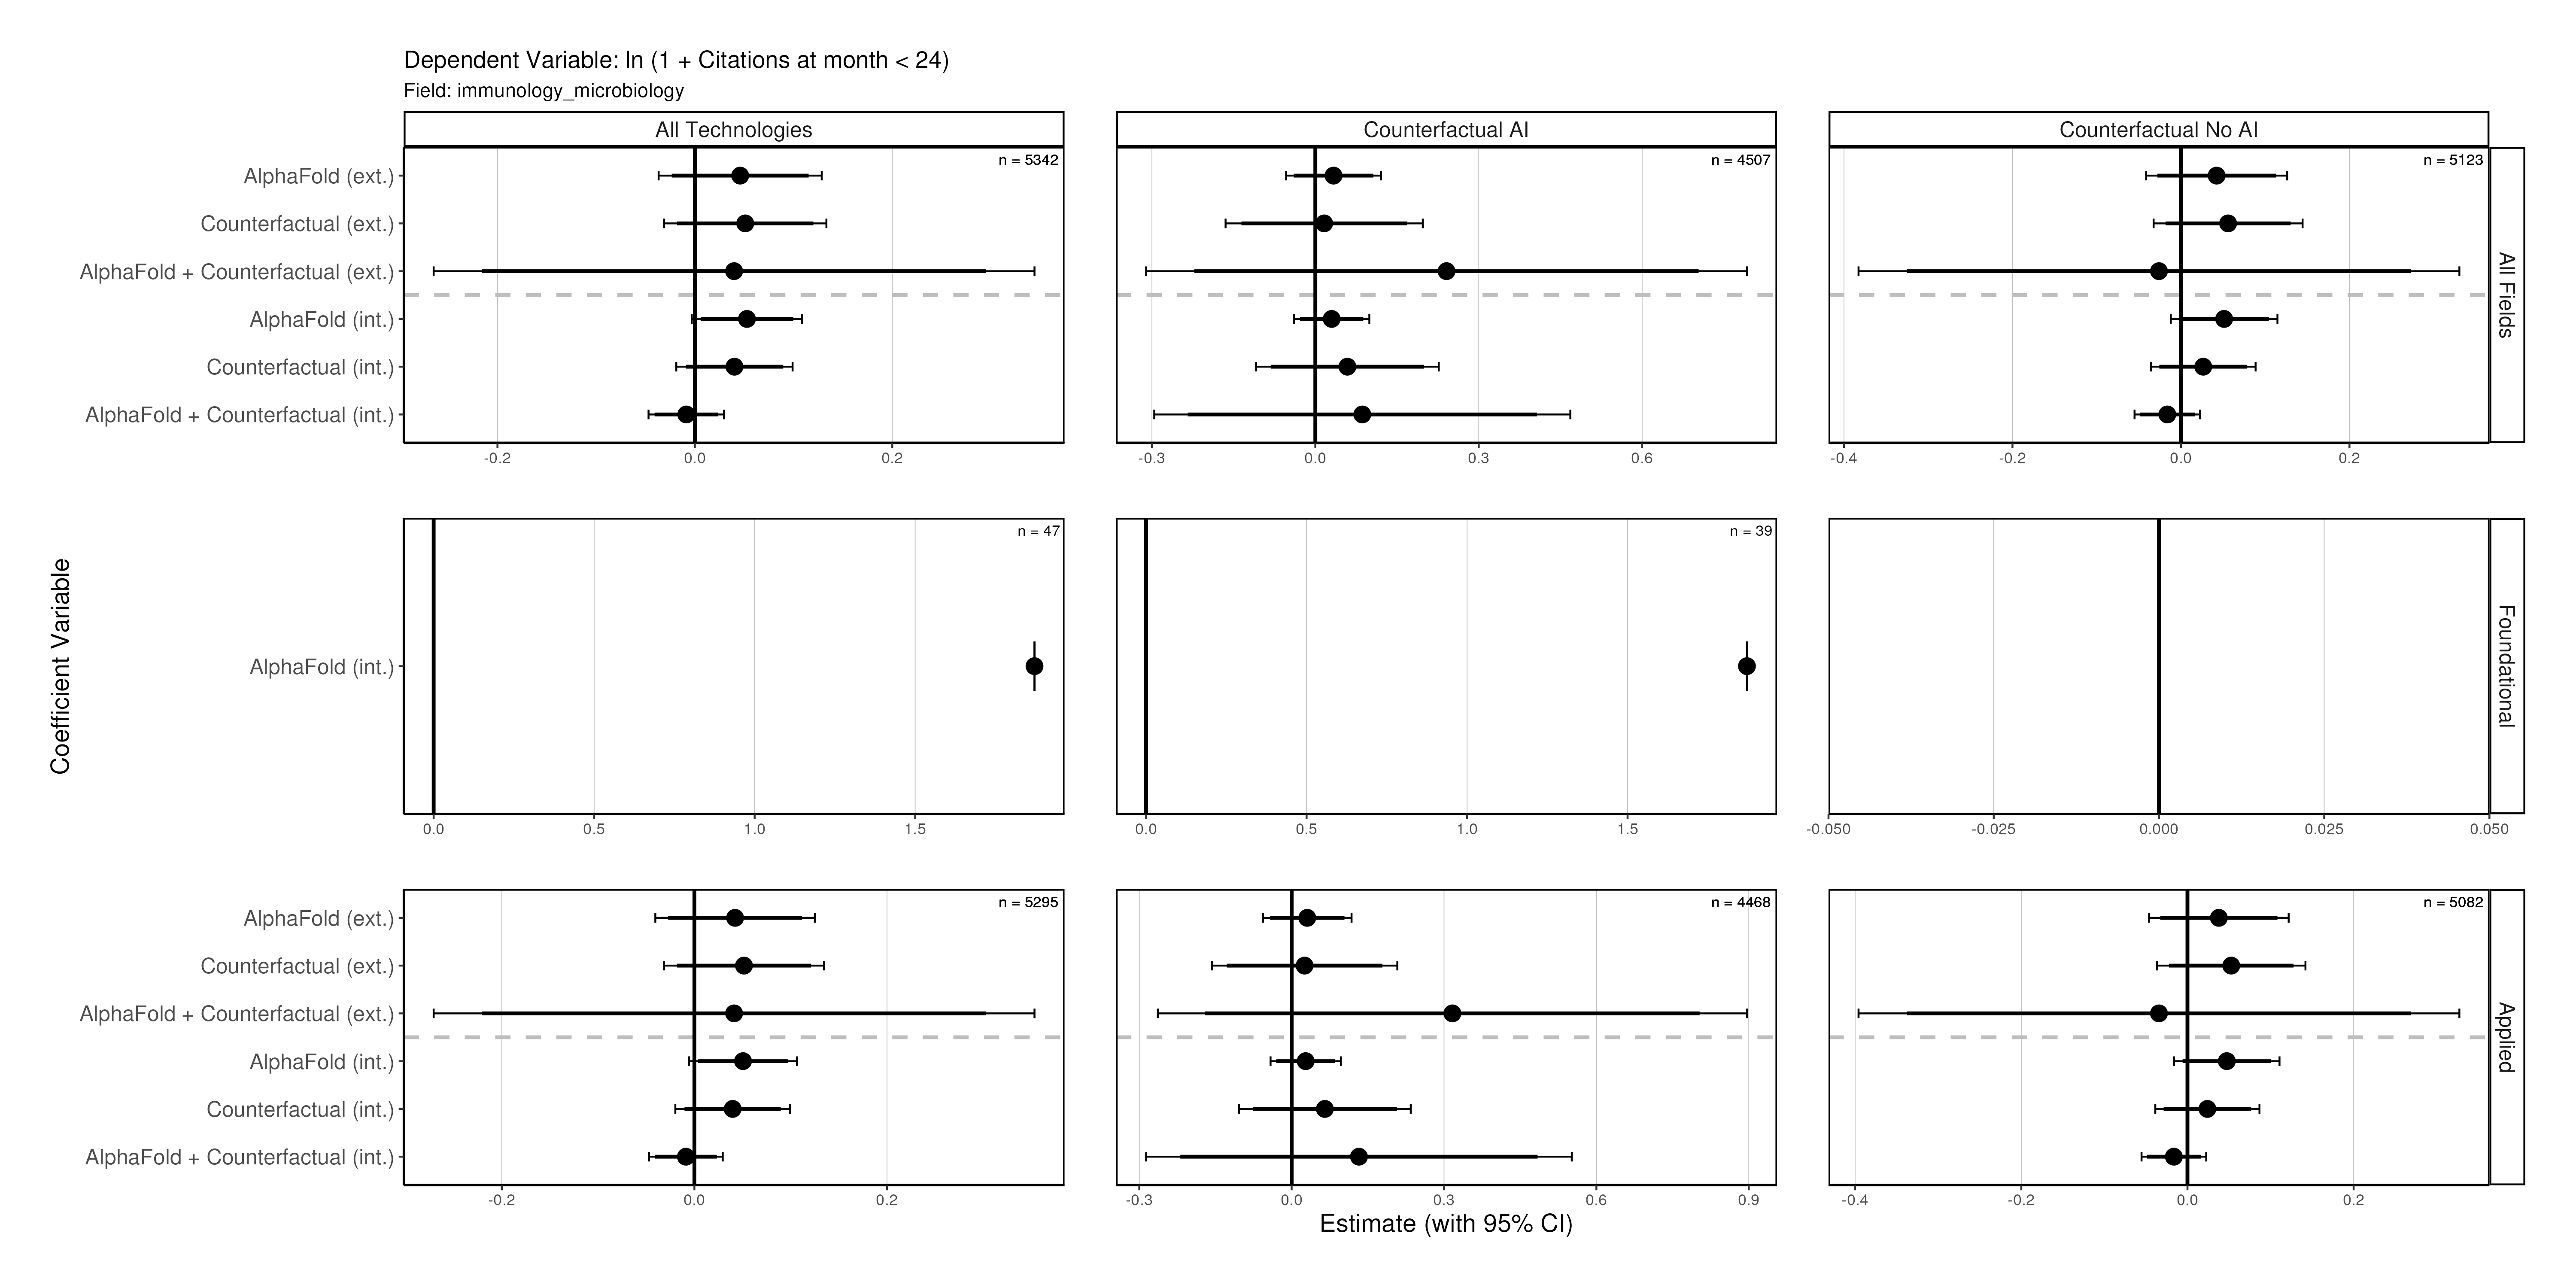 Dependent Variable: ln (1 + Citations at month < 24)
Field: immunology_microbiology
All Technologies
Counterfactual AI
Counterfactual No AI
n = 5342
n = 4507
n = 5123
AlphaFold (ext.)
Counterfactual (ext.)
AlphaFold + Counterfactual (ext.)
AlphaFold (int.)
Counterfactual (int.)
AlphaFold + Counterfactual (int.)
All Fields
-0.2 0.0 0.2
-0.3 0.0 0.3 0.6
-0.4 -0.2 0.0 0.2
Coefficient Variable
n = 47
n = 39
AlphaFold (int.)
Foundational
0.0 0.5 1.0 1.5
0.0 0.5 1.0 1.5
-0.050 -0.025 0.000 0.025 0.050
n = 5295
n = 4468
n = 5082
AlphaFold (ext.)
Counterfactual (ext.)
AlphaFold + Counterfactual (ext.)
AlphaFold (int.)
Counterfactual (int.)
AlphaFold + Counterfactual (int.)
Applied
-0.2 0.0 0.2
-0.3 0.0 0.3 0.6 0.9
-0.4 -0.2 0.0 0.2
Estimate (with 95% CI)